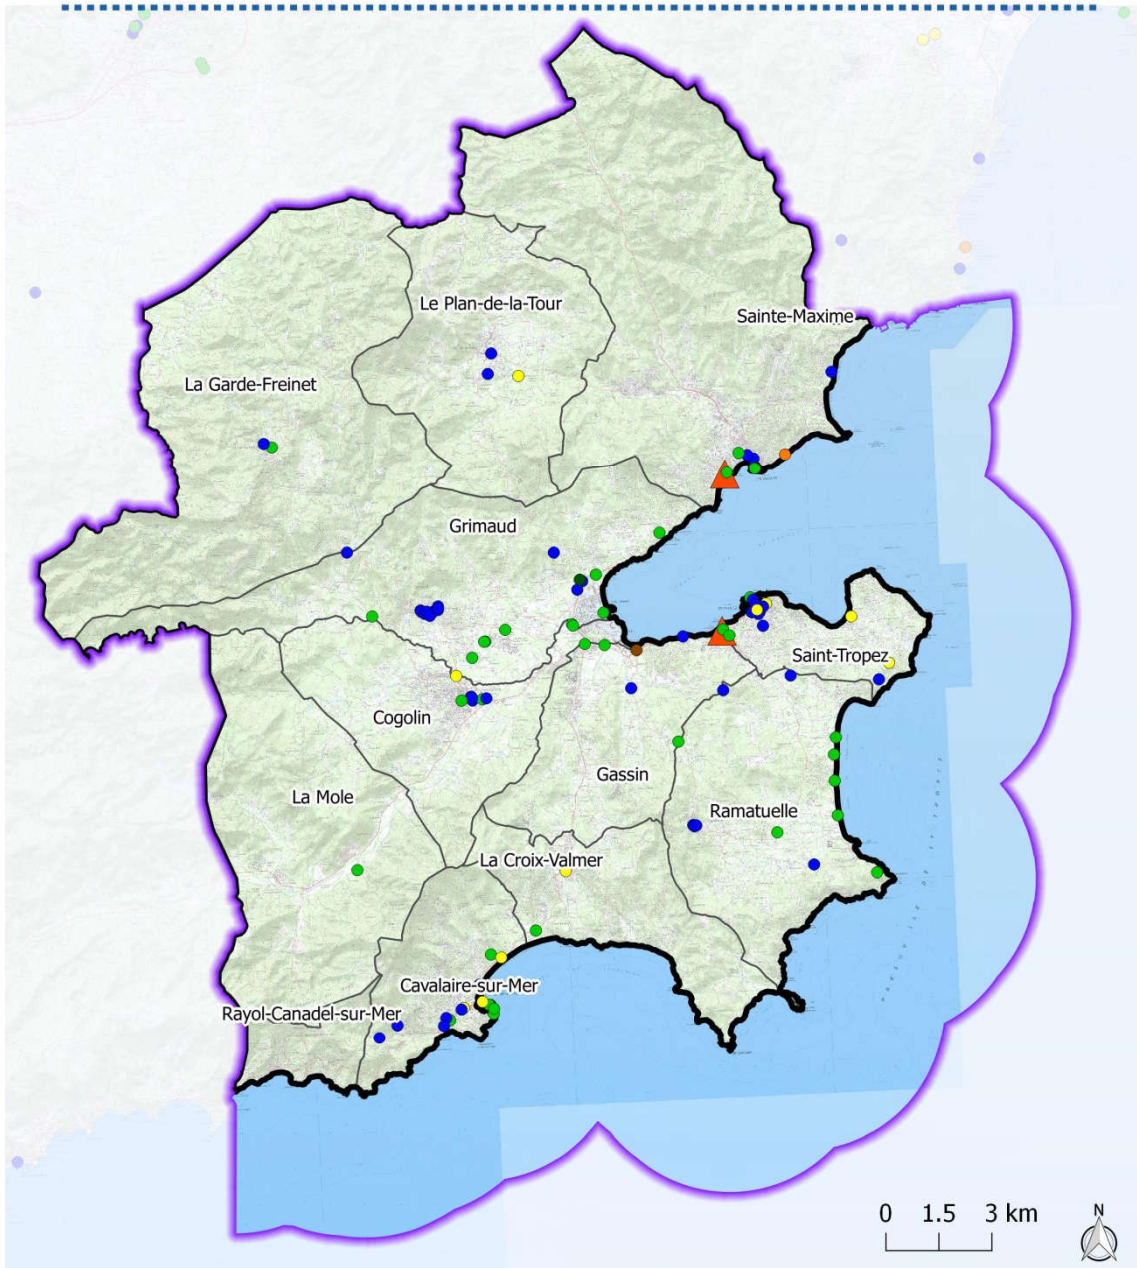 Le Plan-de-la-Tour
Sainte-Maxime
La Garde-Freinet
Grimaud
Saint-Tropez
Cogolin
Gassin
La Mole
Ramatuelle
La Croix-Valmer
Cavalaire-sur-Mer
Rayol-Canadel-sur-Mer
0 1.5 3 km
N